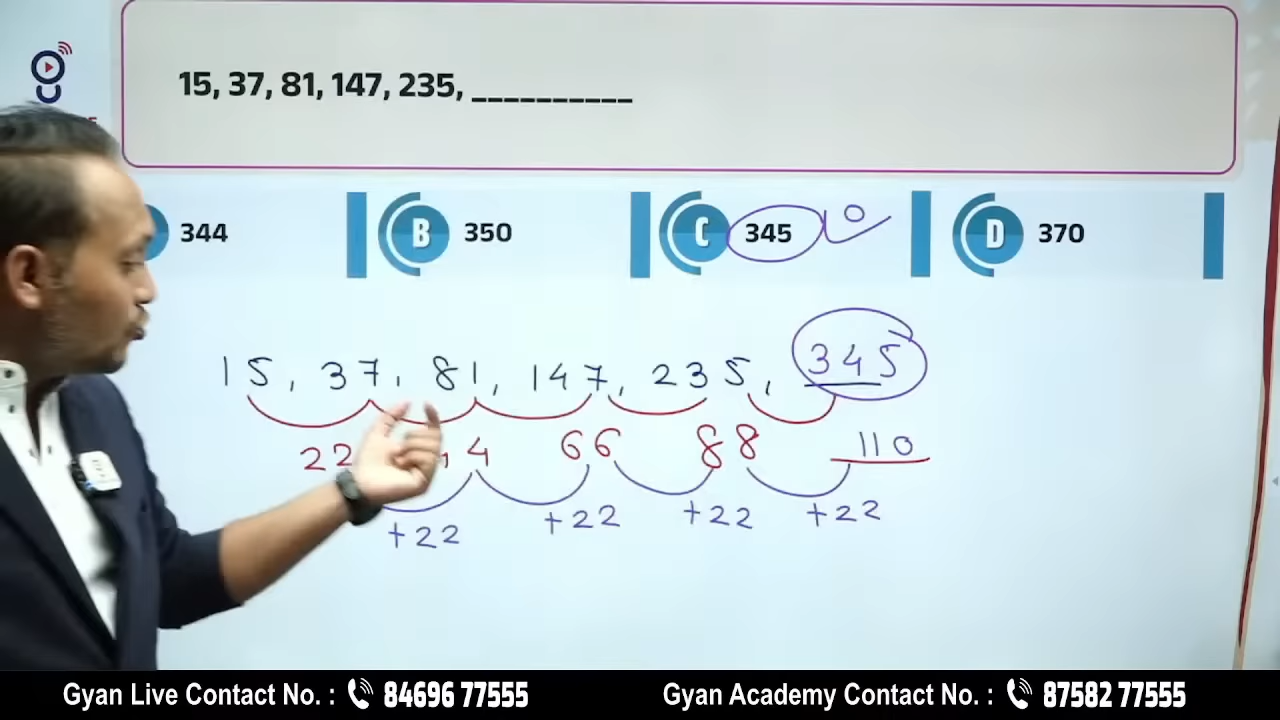 15, 37, 81, 147, 235, __________
344 B 350 C 345 D 370
15, 37, 81, 147, 235, 345
22 44 66 88 110
+22 +22 +22 +22
Gyan Live Contact No. : 84696 77555 Gyan Academy Contact No. : 87582 77555